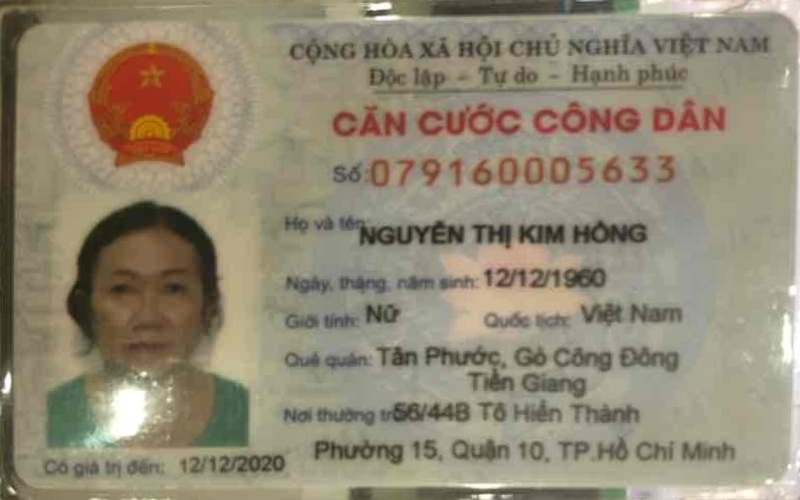 CỘNG HÒA XÃ HỘI CHỦ NGHĨA VIỆT NAM
Độc lập - Tự do - Hạnh phúc
CĂN CƯỚC CÔNG DÂN
Số: 079160005633
Họ và tên: NGUYỄN THỊ KIM HỒNG
Ngày, tháng, năm sinh: 12/12/1960
Giới tính: Nữ Quốc tịch: Việt Nam
Quê quán: Tân Phước, Gò Công Đông
Tiền Giang
Nơi thường trú: 56/44B Tô Hiến Thành
Phường 15, Quận 10, TP.Hồ Chí Minh
Có giá trị đến: 12/12/2020